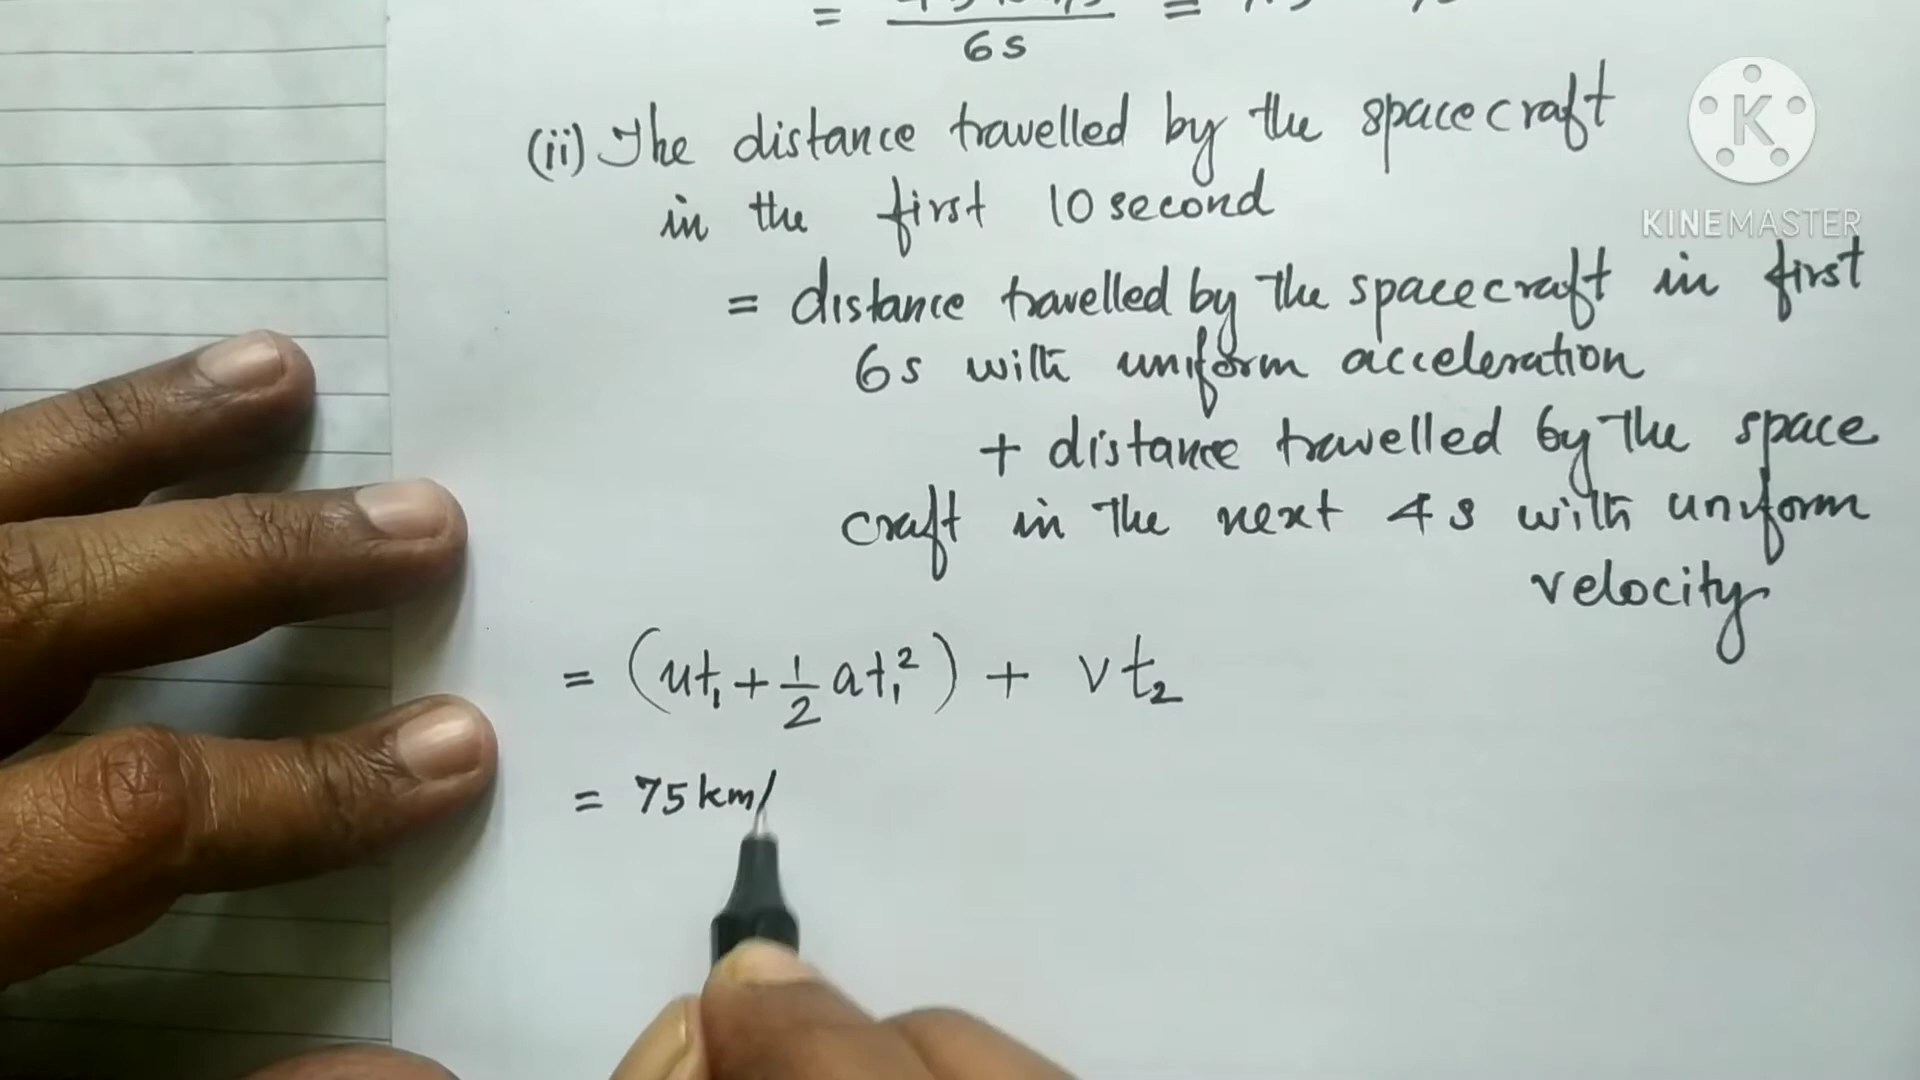 =         =
6s
(ii) The distance travelled by the spacecraft
in the first 10 second
= distance travelled by the spacecraft in first
6s with uniform acceleration
+ distance travelled by the space
craft in the next 4s with uniform
velocity
= (ut₁ + 1/2 at₁²) + vt₂
= 75 km/
K
KINEMASTER